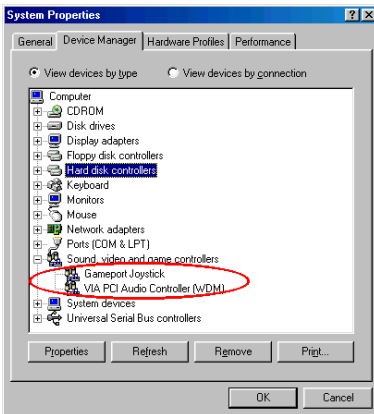 System Properties
General Device Manager Hardware Profiles Performance
View devices by type View devices by connection
Computer
CDROM
Disk drives
Display adapters
Floppy disk controllers
Hard disk controllers
Keyboard
Monitors
Mouse
Network adapters
Ports (COM & LPT)
Sound, video and game controllers
Gameport Joystick
VIA PCI Audio Controller (WDM)
System devices
Universal Serial Bus controllers
Properties Refresh Remove Print...
OK Cancel